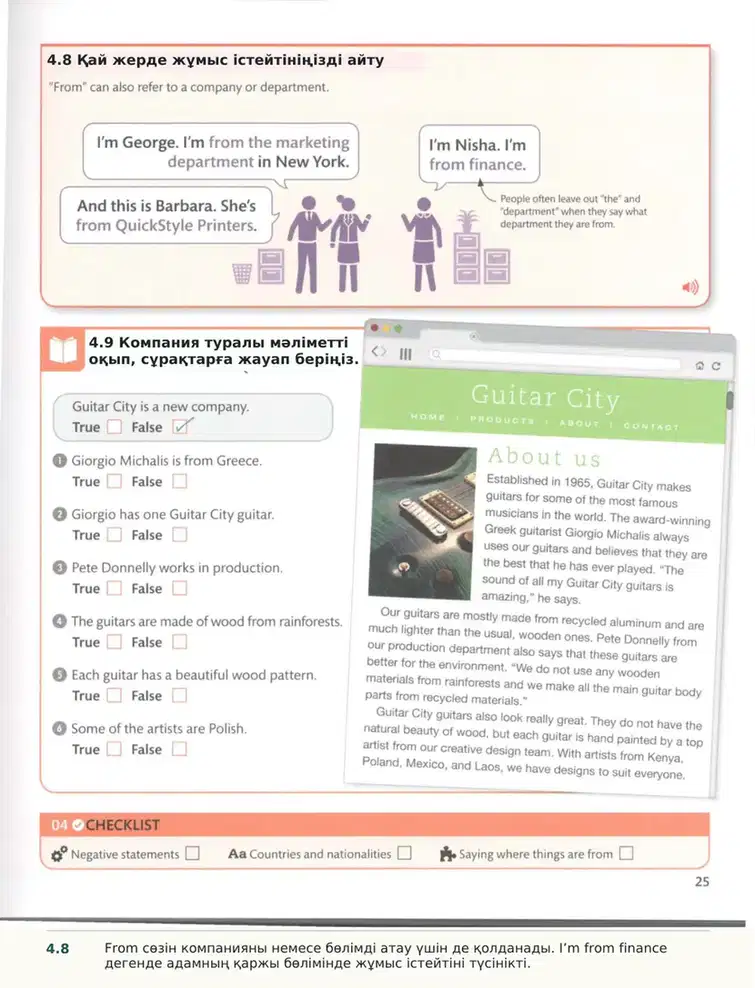 4.8 Қай жерде жұмыс істейтініңізді айту
"From" can also refer to a company or department.
I'm George. I'm from the marketing
department in New York.
And this is Barbara. She's
from QuickStyle Printers.
I'm Nisha. I'm
from finance.
People often leave out "the" and
"department" when they say what
department they are from.
4.9 Компания туралы мәліметті
оқып, сұрақтарға жауап беріңіз.
Guitar City is a new company.
True False
1 Giorgio Michalis is from Greece.
True False
2 Giorgio has one Guitar City guitar.
True False
3 Pete Donnelly works in production.
True False
4 The guitars are made of wood from rainforests.
True False
5 Each guitar has a beautiful wood pattern.
True False
6 Some of the artists are Polish.
True False
Guitar City
HOME | PRODUCTS | ABOUT | CONTACT
About us
Established in 1965, Guitar City makes
guitars for some of the most famous
musicians in the world. The award-winning
Greek guitarist Giorgio Michalis always
uses our guitars and believes that they are
the best that he has ever played. "The
sound of all my Guitar City guitars is
amazing," he says.
Our guitars are mostly made from recycled aluminum and are
much lighter than the usual, wooden ones. Pete Donnelly from
our production department also says that these guitars are
better for the environment. "We do not use any wooden
materials from rainforests and we make all the main guitar body
parts from recycled materials."
Guitar City guitars also look really great. They do not have the
natural beauty of wood, but each guitar is hand painted by a top
artist from our creative design team. With artists from Kenya,
Poland, Mexico, and Laos, we have designs to suit everyone.
04 CHECKLIST
Negative statements Aa Countries and nationalities Saying where things are from
25
4.8 From сөзін компанияны немесе бөлімді атау үшін де қолданады. I'm from finance
дегенде адамның қаржы бөлімінде жұмыс істейтіні түсінікті.